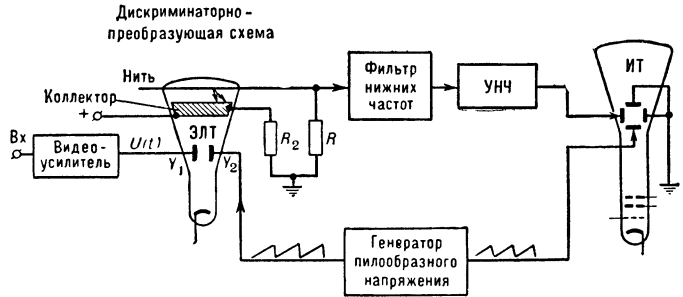 Дискриминаторно-
преобразующая схема
Нить
Коллектор
+
ЭЛТ
R2
R
Фильтр
нижних
частот
УНЧ
ИТ
Вх
Видео-
усилитель
U(t)
Y1
Y2
Генератор
пилообразного
напряжения